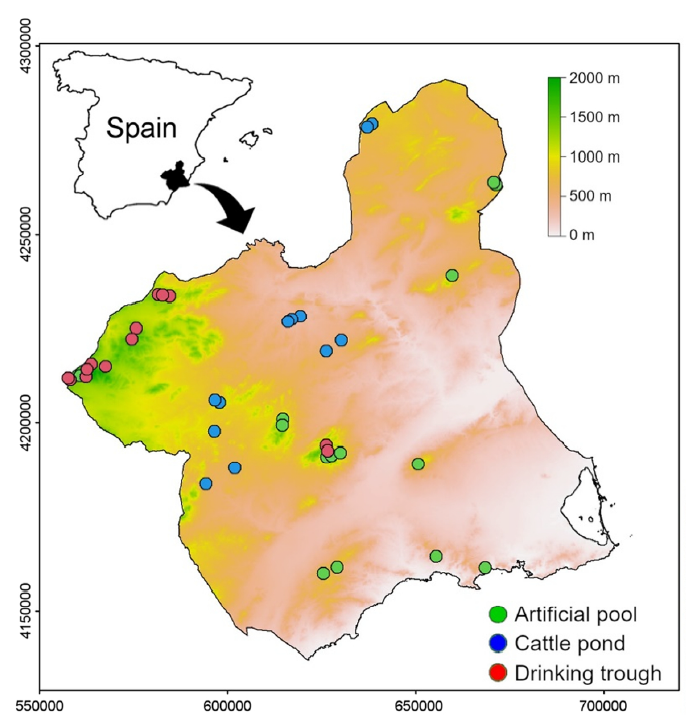 4300000
4250000
4200000
4150000
Spain
2000 m
1500 m
1000 m
500 m
0 m
Artificial pool
Cattle pond
Drinking trough
550000
600000
650000
700000